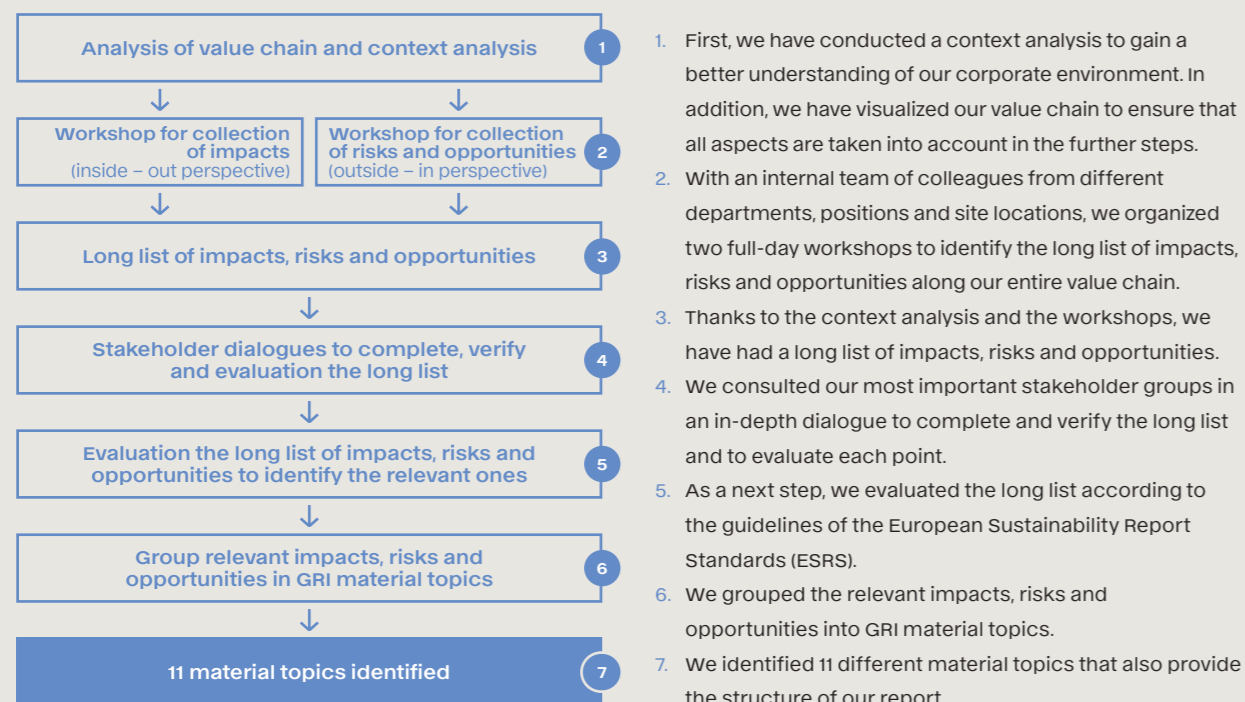 Analysis of value chain and context analysis
1
Workshop for collection
of impacts
(inside – out perspective)
Workshop for collection
of risks and opportunities
(outside – in perspective)
2
Long list of impacts, risks and opportunities
3
Stakeholder dialogues to complete, verify
and evaluation the long list
4
Evaluation the long list of impacts, risks and
opportunities to identify the relevant ones
5
Group relevant impacts, risks and
opportunities in GRI material topics
6
11 material topics identified
7
1. First, we have conducted a context analysis to gain a
better understanding of our corporate environment. In
addition, we have visualized our value chain to ensure that
all aspects are taken into account in the further steps.
2. With an internal team of colleagues from different
departments, positions and site locations, we organized
two full-day workshops to identify the long list of impacts,
risks and opportunities along our entire value chain.
3. Thanks to the context analysis and the workshops, we
have had a long list of impacts, risks and opportunities.
4. We consulted our most important stakeholder groups in
an in-depth dialogue to complete and verify the long list
and to evaluate each point.
5. As a next step, we evaluated the long list according to
the guidelines of the European Sustainability Report
Standards (ESRS).
6. We grouped the relevant impacts, risks and
opportunities into GRI material topics.
7. We identified 11 different material topics that also provide
the structure of our report